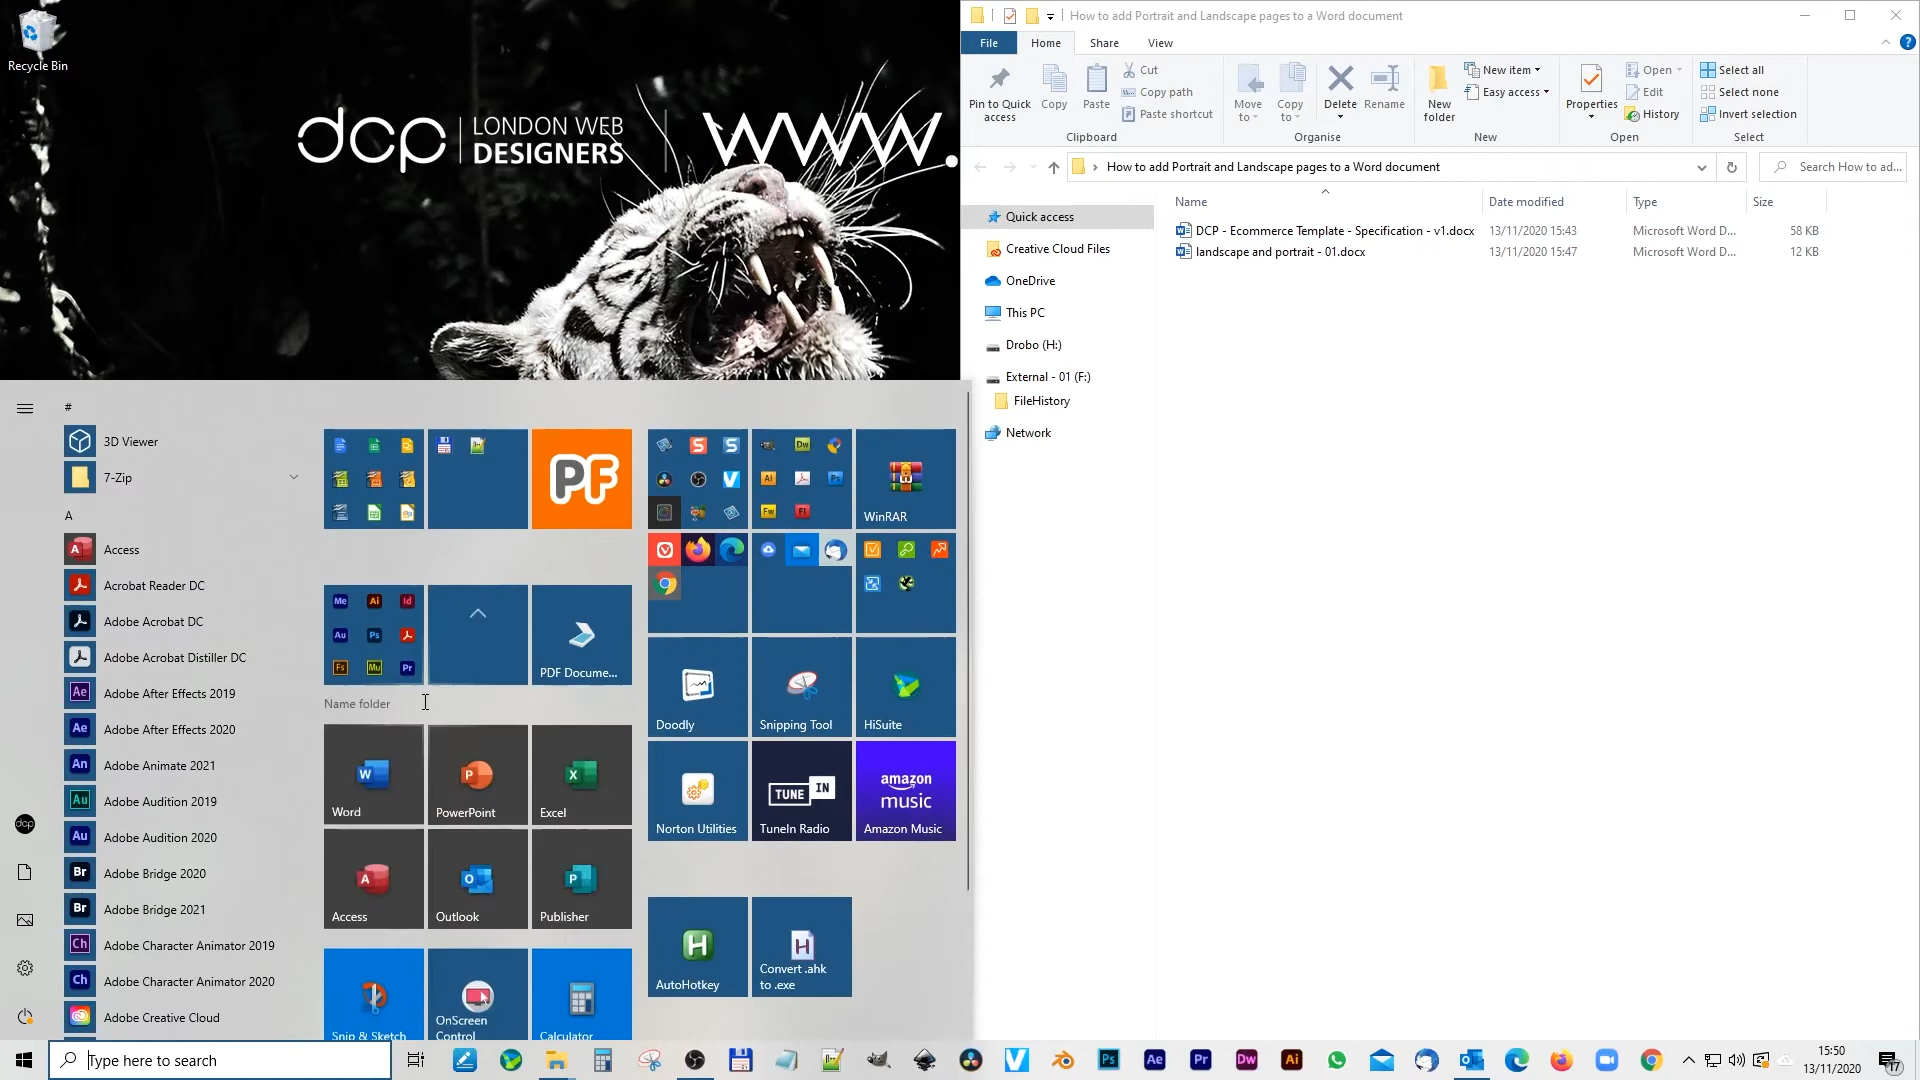 Recycle Bin
dcp LONDON WEB DESIGNERS
www.
How to add Portrait and Landscape pages to a Word document
File Home Share View
Pin to Quick access
Copy
Paste
Cut
Copy path
Paste shortcut
Move to
Copy to
Delete
Rename
New folder
New item
Easy access
Properties
Open
Edit
History
Select all
Select none
Invert selection
Clipboard Organise New Open Select
How to add Portrait and Landscape pages to a Word document
Search How to ad...
Name Date modified Type Size
DCP - Ecommerce Template - Specification - v1.docx 13/11/2020 15:43 Microsoft Word D... 58 KB
landscape and portrait - 01.docx 13/11/2020 15:47 Microsoft Word D... 12 KB
Quick access
Creative Cloud Files
OneDrive
This PC
Drobo (H:)
External - 01 (F:)
FileHistory
Network
#
3D Viewer
7-Zip
A
Access
Acrobat Reader DC
Adobe Acrobat DC
Adobe Acrobat Distiller DC
Adobe After Effects 2019
Adobe After Effects 2020
Adobe Animate 2021
Adobe Audition 2019
Adobe Audition 2020
Adobe Bridge 2020
Adobe Bridge 2021
Adobe Character Animator 2019
Adobe Character Animator 2020
Adobe Creative Cloud
PF
PDF Docume...
Name folder
Word PowerPoint Excel
Access Outlook Publisher
Snip & Sketch OnScreen Control Calculator
WinRAR
Doodly Snipping Tool HiSuite
Norton Utilities
TUNE IN
TuneIn Radio
amazon music
Amazon Music
AutoHotkey
Convert .ahk to .exe
Type here to search
15:50
13/11/2020
17